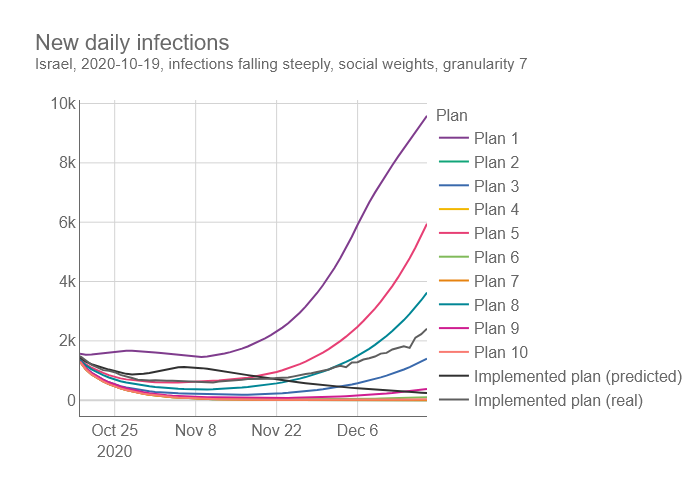 New daily infections
Israel, 2020-10-19, infections falling steeply, social weights, granularity 7
10k
8k
6k
4k
2k
0
Oct 25
2020
Nov 8
Nov 22
Dec 6
Plan
Plan 1
Plan 2
Plan 3
Plan 4
Plan 5
Plan 6
Plan 7
Plan 8
Plan 9
Plan 10
Implemented plan (predicted)
Implemented plan (real)